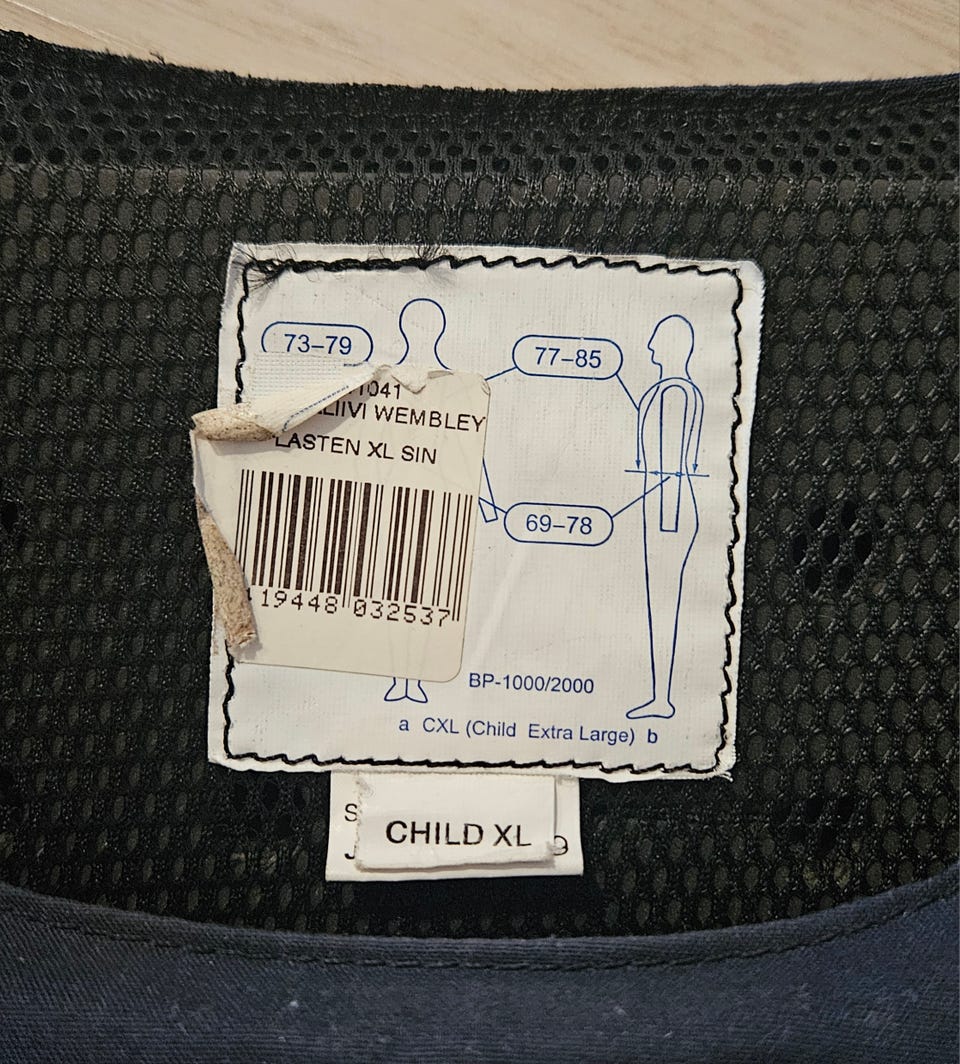 73–79
77–85
1041
WEMBLEY
LASTEN XL SIN
19448 032537
69–78
BP-1000/2000
a CXL (Child Extra Large) b
S
CHILD XL
J 9